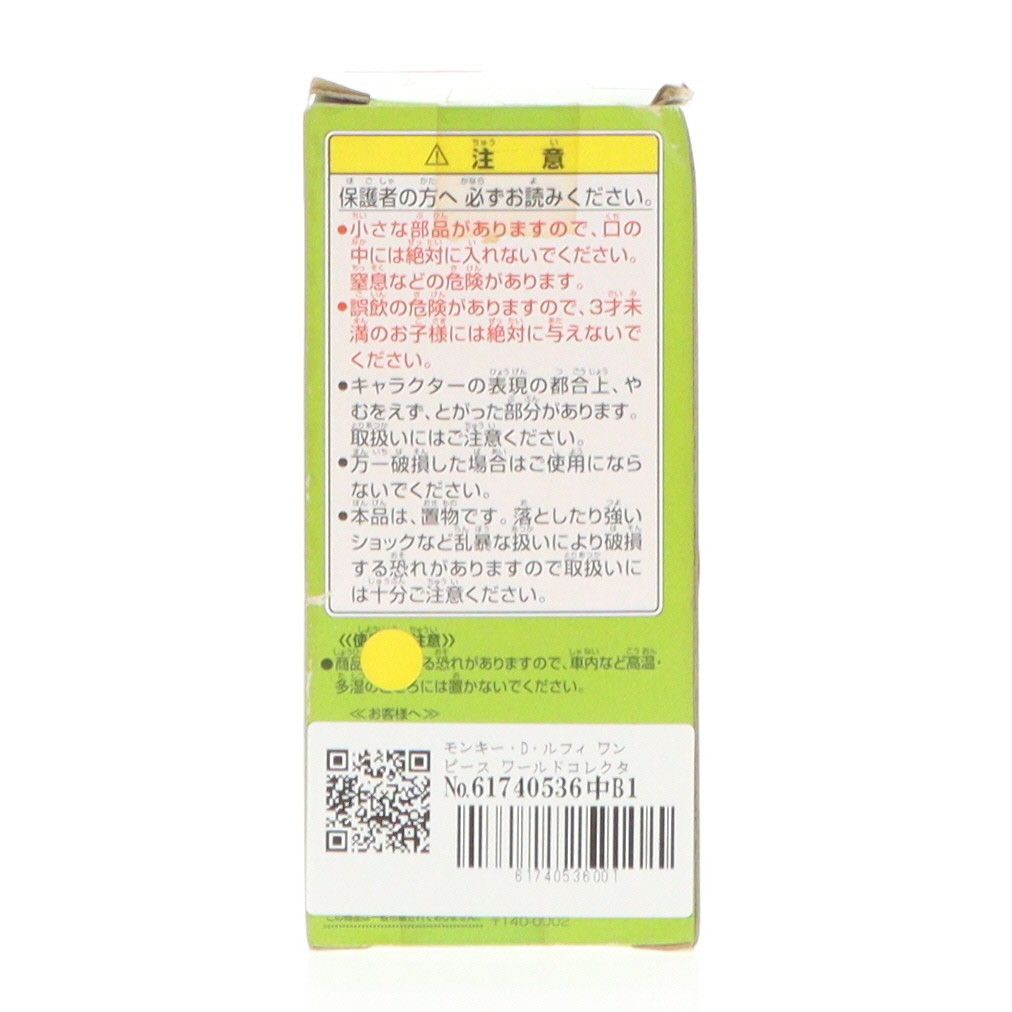 ⚠ 注意
保護者の方へ 必ずお読みください。
●小さな部品がありますので、口の
中には絶対に入れないでください。
窒息などの危険があります。
●誤飲の危険がありますので、3才未
満のお子様には絶対に与えないで
ください。
●キャラクターの表現の都合上、や
むをえず、とがった部分があります。
取扱いにはご注意ください。
●万一破損した場合はご使用になら
ないでください。
●本品は、置物です。落としたり強い
ショックなど乱暴な扱いにより破損
する恐れがありますので取扱いに
は十分ご注意ください。
《使 注意》
●商品 る恐れがありますので、車内など高温・
多湿のところには置かないでください。
≪お客様へ≫
モンキー・D・ルフィ ワン
ピース ワールドコレクタ
No.61740536中B1
61740536001
〒140-0002